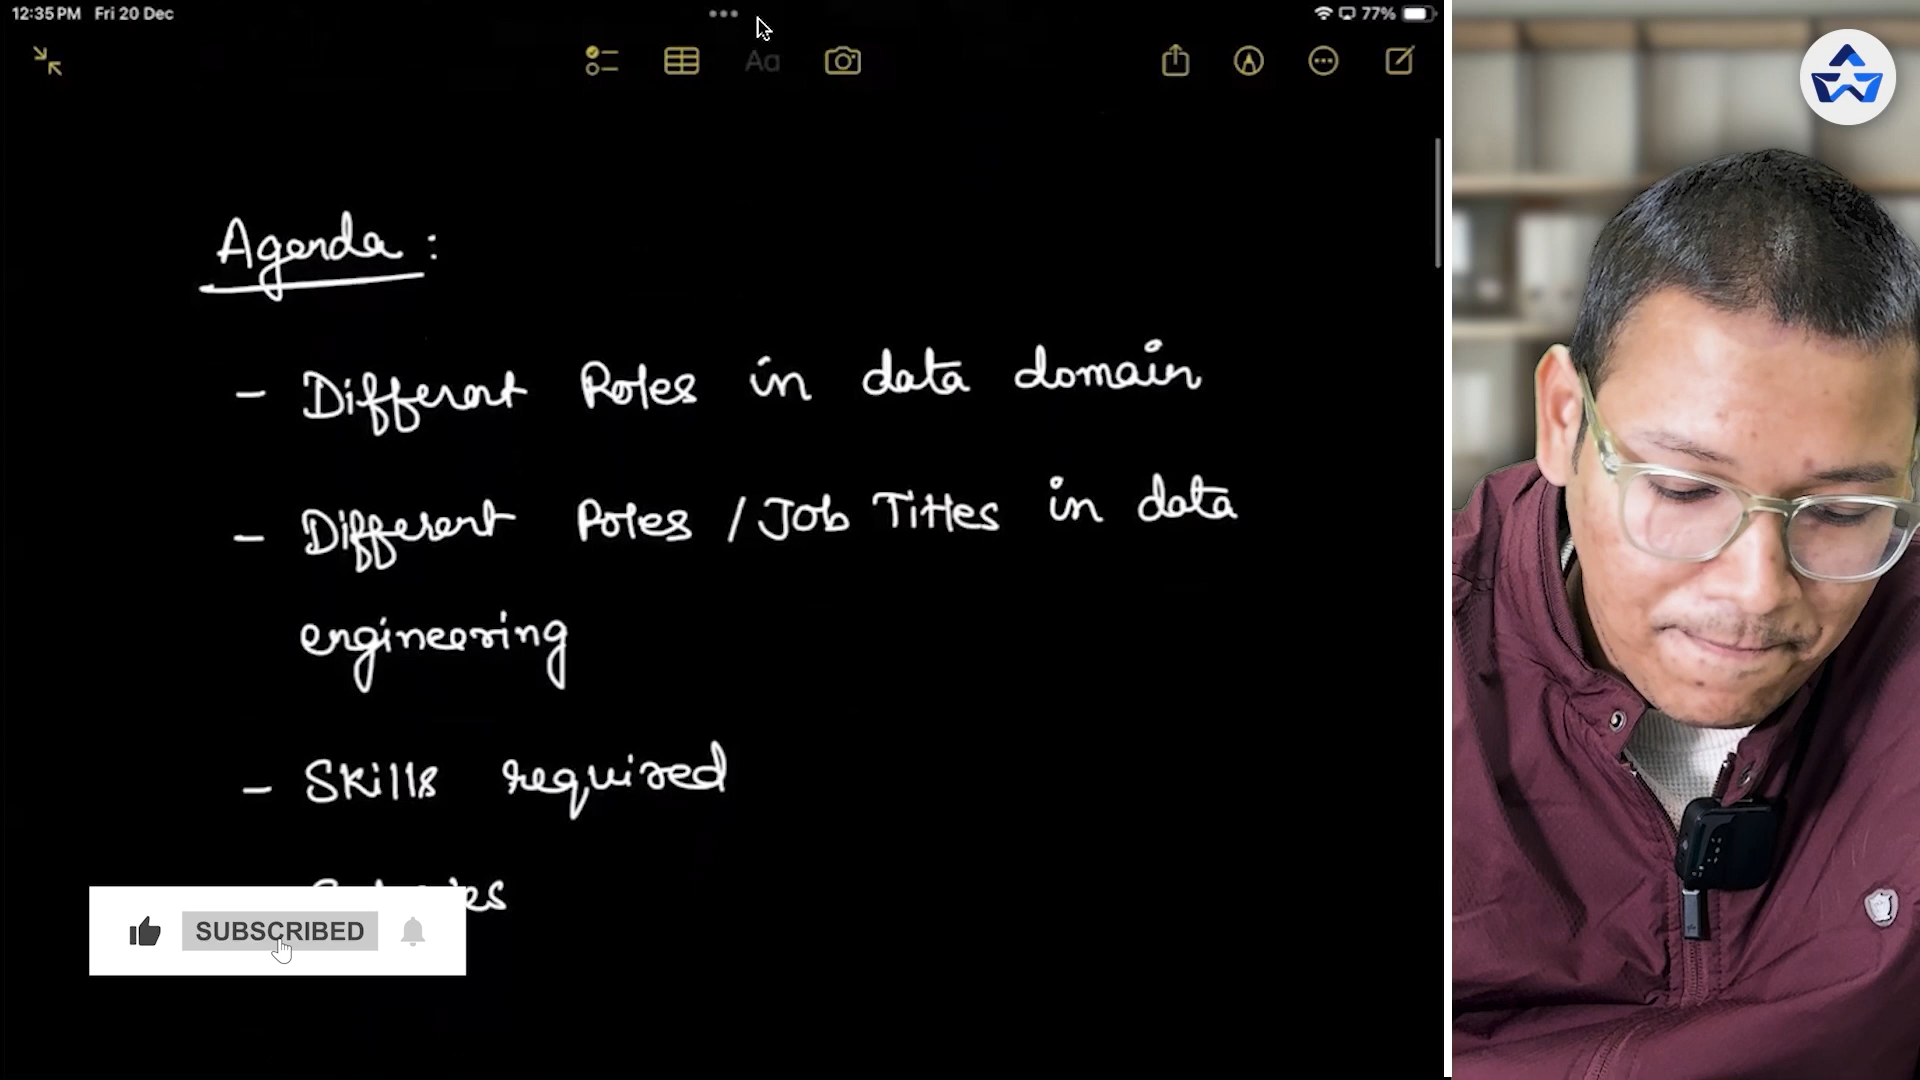 12:35 PM Fri 20 Dec
77%
Aa
Agenda :
- Different Roles in data domain
- Different Roles / Job Titles in data
engineering
- Skills required
SUBSCRIBED